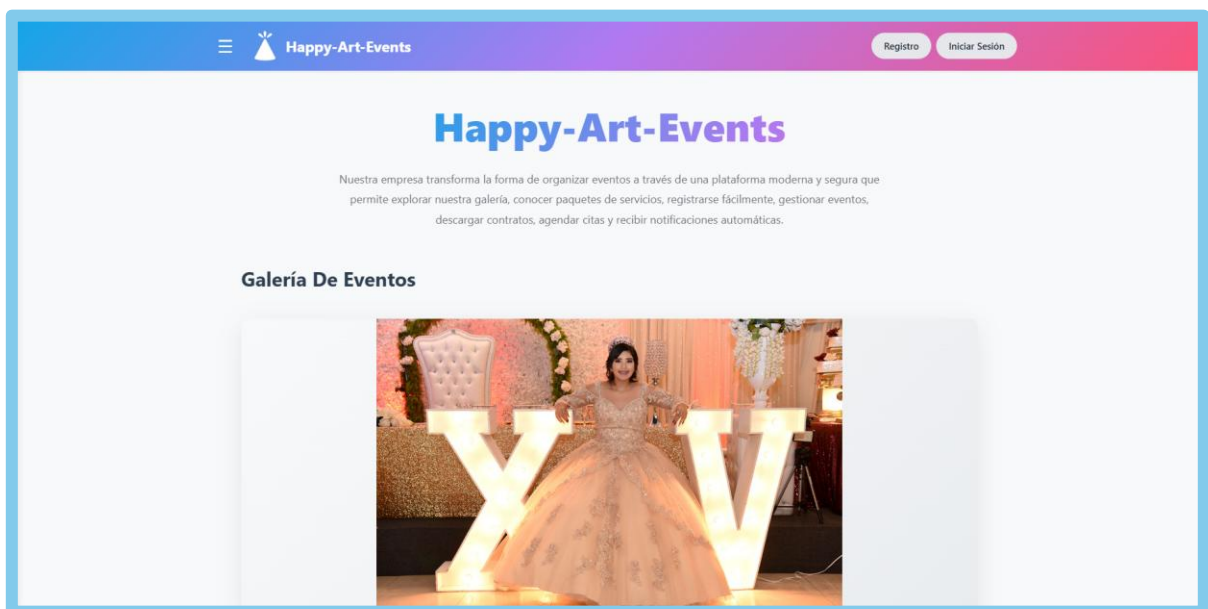 Happy-Art-Events
Registro
Iniciar Sesión
Happy-Art-Events
Nuestra empresa transforma la forma de organizar eventos a través de una plataforma moderna y segura que
permite explorar nuestra galería, conocer paquetes de servicios, registrarse fácilmente, gestionar eventos,
descargar contratos, agendar citas y recibir notificaciones automáticas.
Galería De Eventos
XV